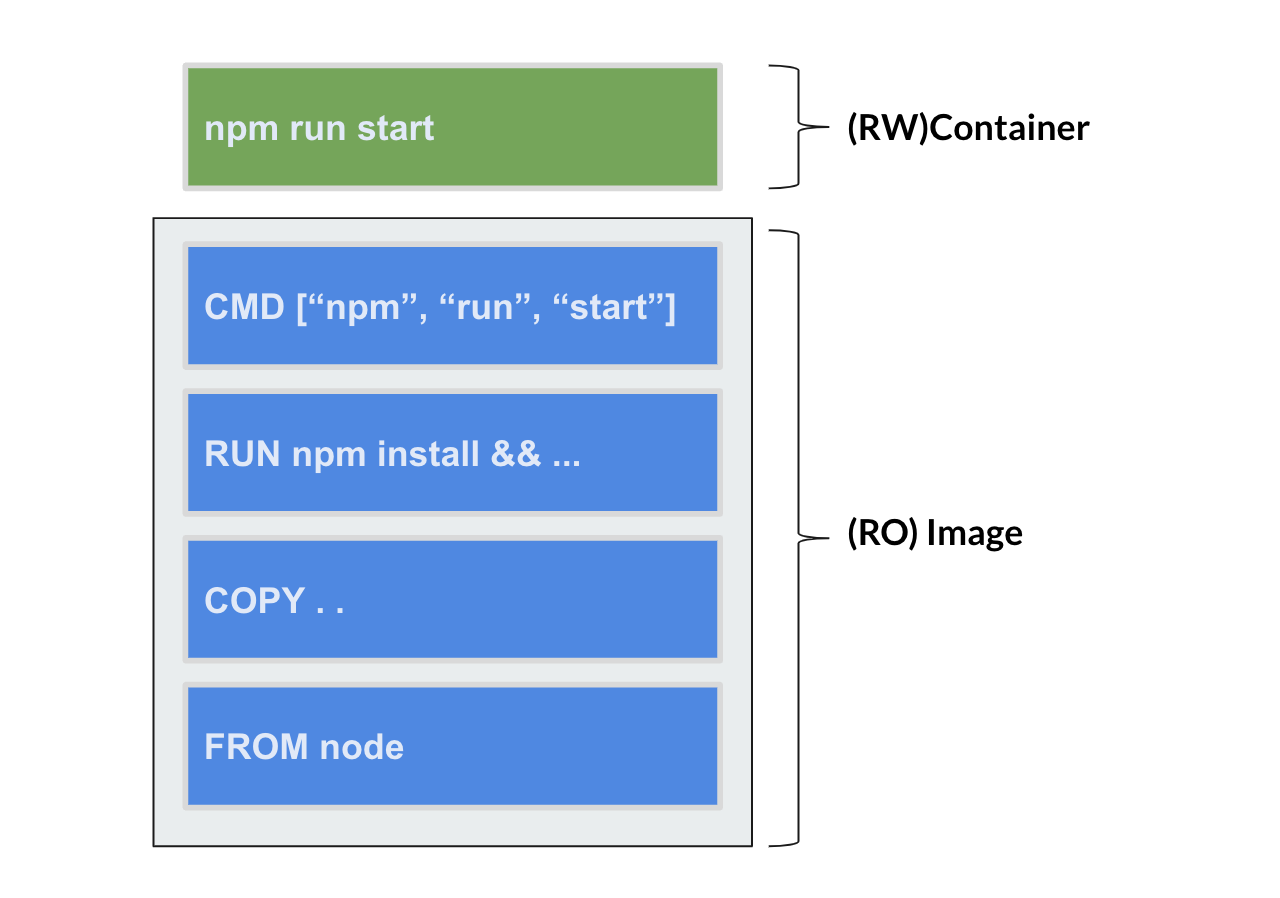 npm run start
(RW)Container
CMD [“npm”, “run”, “start”]
RUN npm install && ...
COPY . .
(RO) Image
FROM node